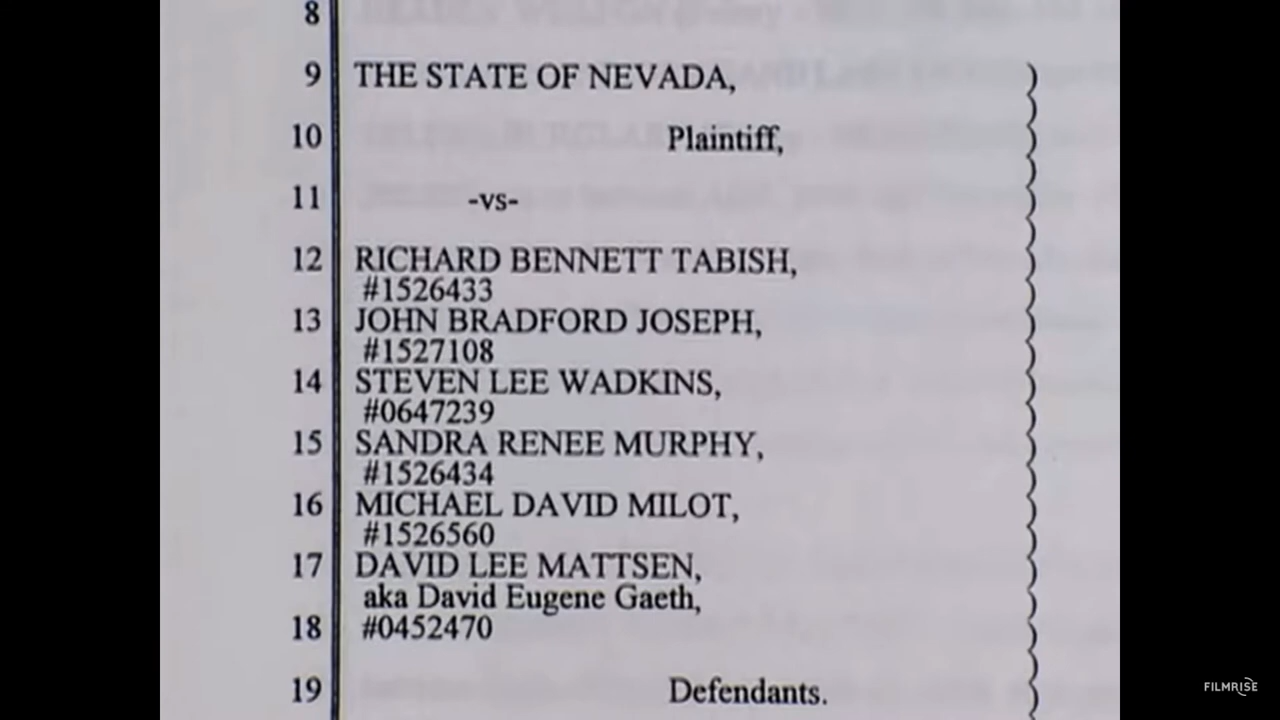 8
9 THE STATE OF NEVADA,
10 Plaintiff,
11 -vs-
12 RICHARD BENNETT TABISH,
#1526433
13 JOHN BRADFORD JOSEPH,
#1527108
14 STEVEN LEE WADKINS,
#0647239
15 SANDRA RENEE MURPHY,
#1526434
16 MICHAEL DAVID MILOT,
#1526560
17 DAVID LEE MATTSEN,
aka David Eugene Gaeth,
18 #0452470
19 Defendants.
FILMRISE